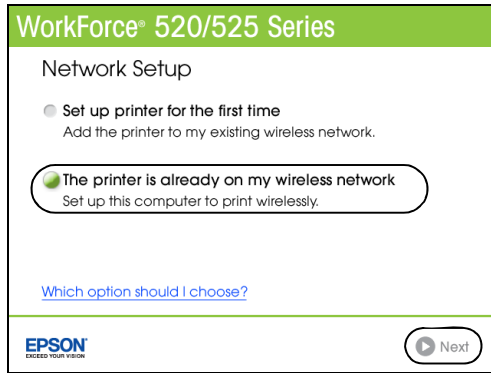 WorkForce® 520/525 Series
Network Setup
Set up printer for the first time
Add the printer to my existing wireless network.
The printer is already on my wireless network
Set up this computer to print wirelessly.
Which option should I choose?
EPSON®
EXCEED YOUR VISION
Next